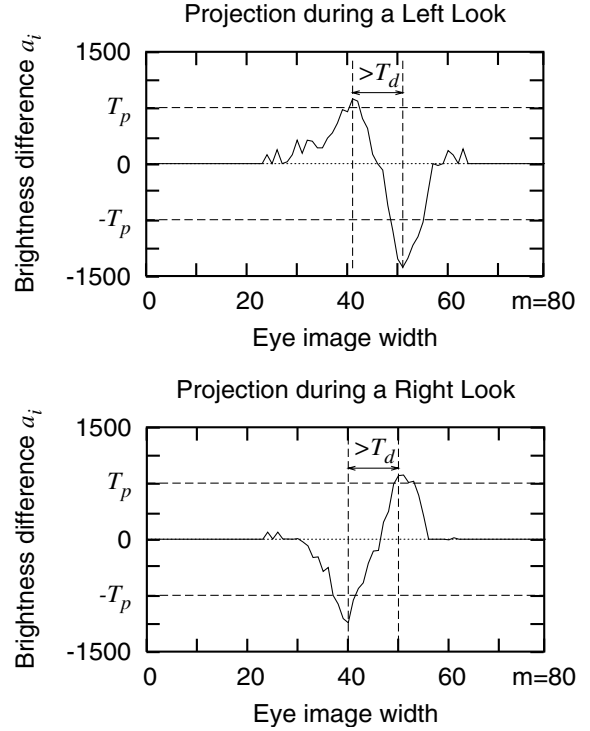 Projection during a Left Look
Brightness difference a_i
1500
T_p
0
-T_p
-1500
>T_d
0 20 40 60 m=80
Eye image width
Projection during a Right Look
Brightness difference a_i
1500
T_p
0
-T_p
-1500
>T_d
0 20 40 60 m=80
Eye image width